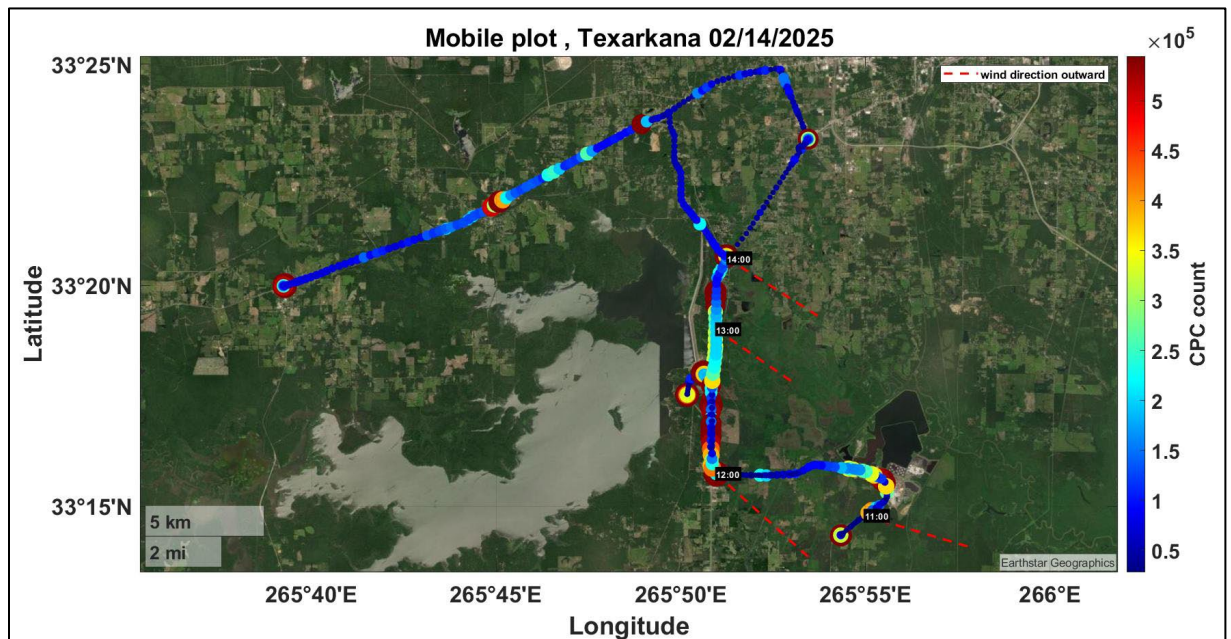 Mobile plot , Texarkana 02/14/2025
×10⁵
33°25'N
wind direction outward
5
4.5
4
3.5
3
2.5
2
1.5
1
0.5
CPC count
Latitude
33°20'N
14:00
13:00
12:00
33°15'N
11:00
5 km
2 mi
Earthstar Geographics
265°40'E
265°45'E
265°50'E
265°55'E
266°E
Longitude